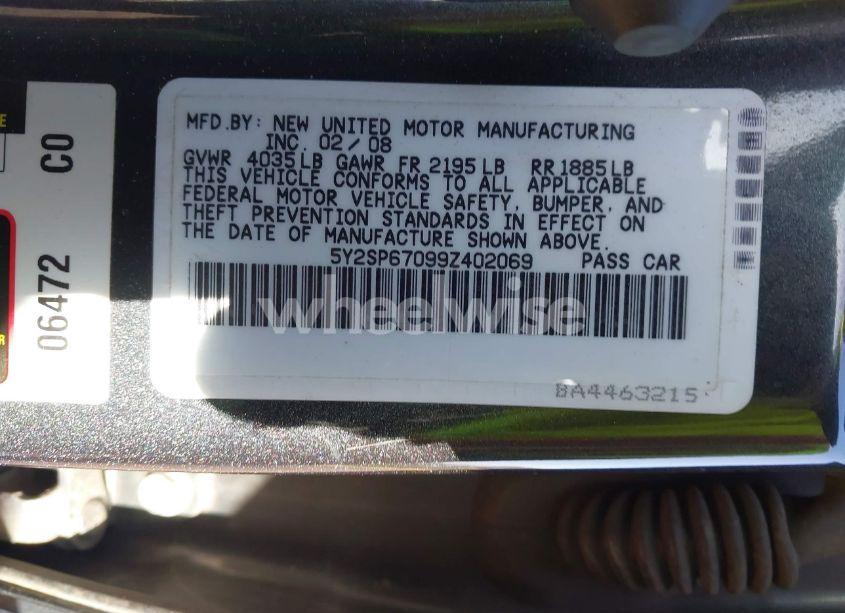 MFD.BY: NEW UNITED MOTOR MANUFACTURING
INC. 02/08
GVWR 4035LB GAWR FR 2195LB RR 1885LB
THIS VEHICLE CONFORMS TO ALL APPLICABLE
FEDERAL MOTOR VEHICLE SAFETY, BUMPER, AND
THEFT PREVENTION STANDARDS IN EFFECT ON
THE DATE OF MANUFACTURE SHOWN ABOVE.
5Y2SP67099Z402069 PASS CAR
wheelwise
BA4463215
06472 CO
E
R